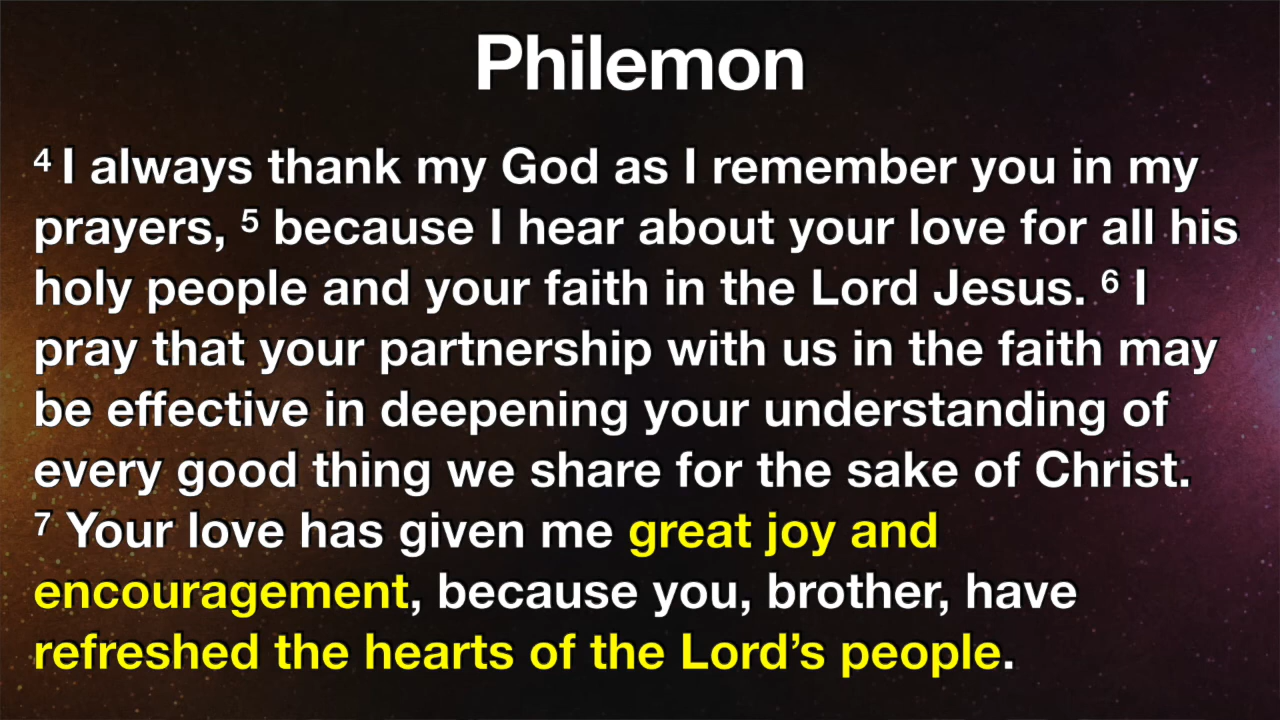 Philemon
4 I always thank my God as I remember you in my
prayers, 5 because I hear about your love for all his
holy people and your faith in the Lord Jesus. 6 I
pray that your partnership with us in the faith may
be effective in deepening your understanding of
every good thing we share for the sake of Christ.
7 Your love has given me great joy and
encouragement, because you, brother, have
refreshed the hearts of the Lord’s people.